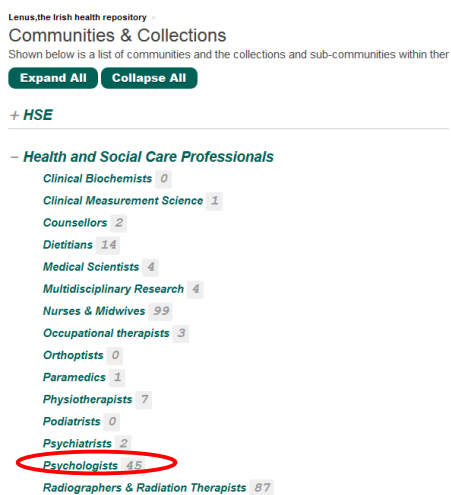 Lenus,the Irish health repository
Communities & Collections
Shown below is a list of communities and the collections and sub-communities within
Expand All Collapse All
+ HSE
– Health and Social Care Professionals
Clinical Biochemists 0
Clinical Measurement Science 1
Counsellors 2
Dietitians 14
Medical Scientists 4
Multidisciplinary Research 4
Nurses & Midwives 99
Occupational therapists 3
Orthoptists 0
Paramedics 1
Physiotherapists 7
Podiatrists 0
Psychiatrists 2
Psychologists 45
Radiographers & Radiation Therapists 87